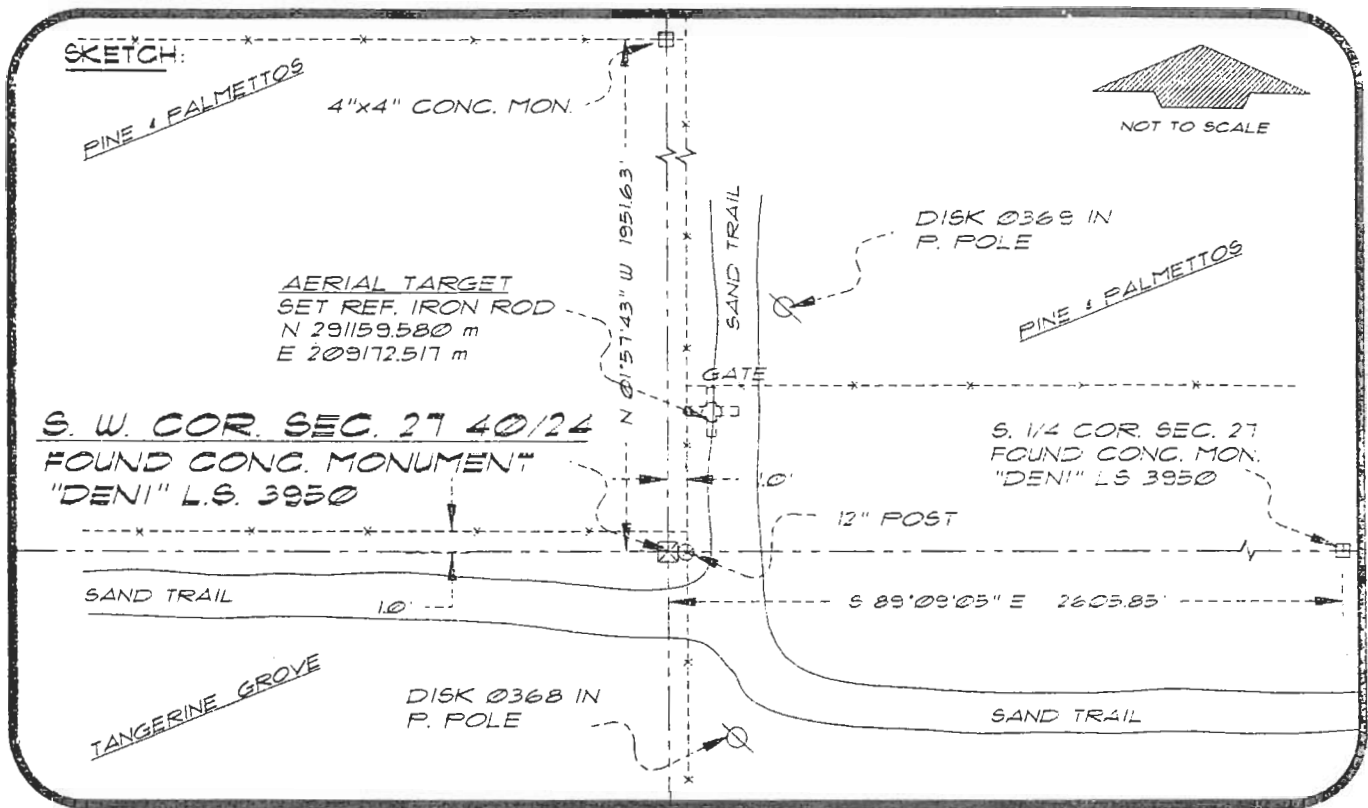 SKETCH:
PINE & PALMETTOS
4"x4" CONC. MON.
NOT TO SCALE
N 01°57'43" W 1951.63'
SAND TRAIL
DISK 0369 IN
P. POLE
PINE & PALMETTOS
AERIAL TARGET
SET REF. IRON ROD
N 291159.580 m
E 209172.517 m
GATE
S. W. COR. SEC. 27 40/24
FOUND CONC. MONUMENT
"DENI" L.S. 3950
1.0'
S. 1/4 COR. SEC. 27
FOUND CONC. MON.
"DENI" LS 3950
12" POST
SAND TRAIL
1.0'
S 89°09'05" E 2605.85'
TANGERINE GROVE
DISK 0368 IN
P. POLE
SAND TRAIL